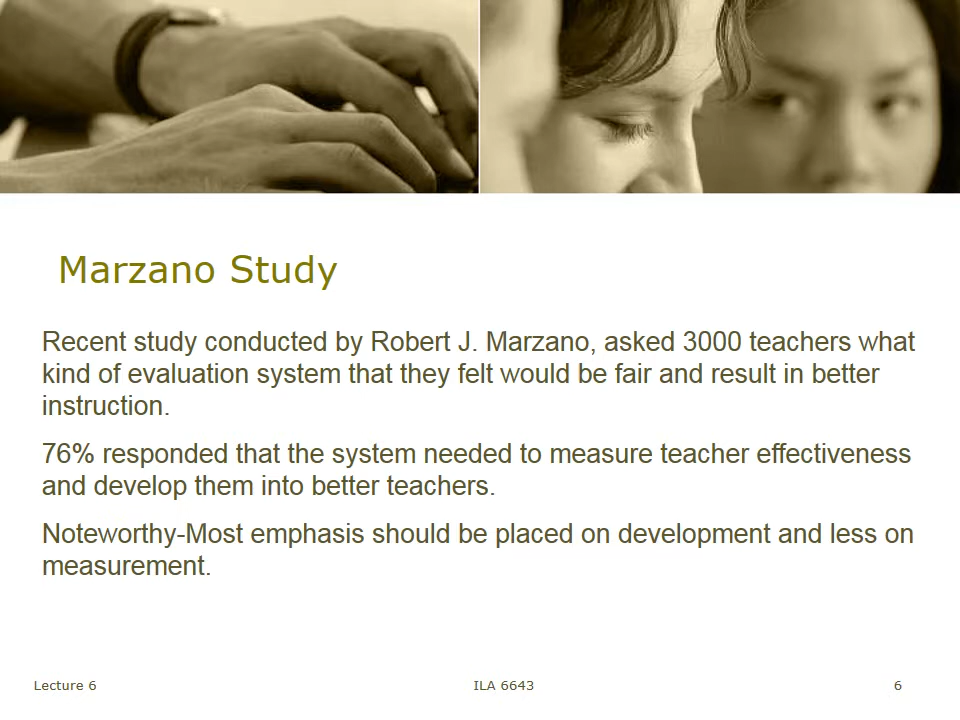 Marzano Study
Recent study conducted by Robert J. Marzano, asked 3000 teachers what
kind of evaluation system that they felt would be fair and result in better
instruction.
76% responded that the system needed to measure teacher effectiveness
and develop them into better teachers.
Noteworthy-Most emphasis should be placed on development and less on
measurement.
Lecture 6
ILA 6643
6